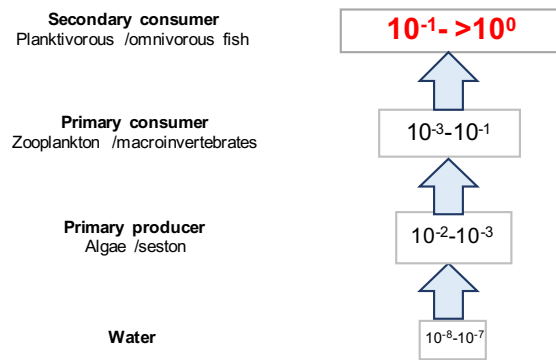 Secondary consumer
Planktivorous /omnivorous fish
10⁻¹- >10⁰
Primary consumer
Zooplankton /macroinvertebrates
10⁻³-10⁻¹
Primary producer
Algae /seston
10⁻²-10⁻³
Water
10⁻⁸-10⁻⁷